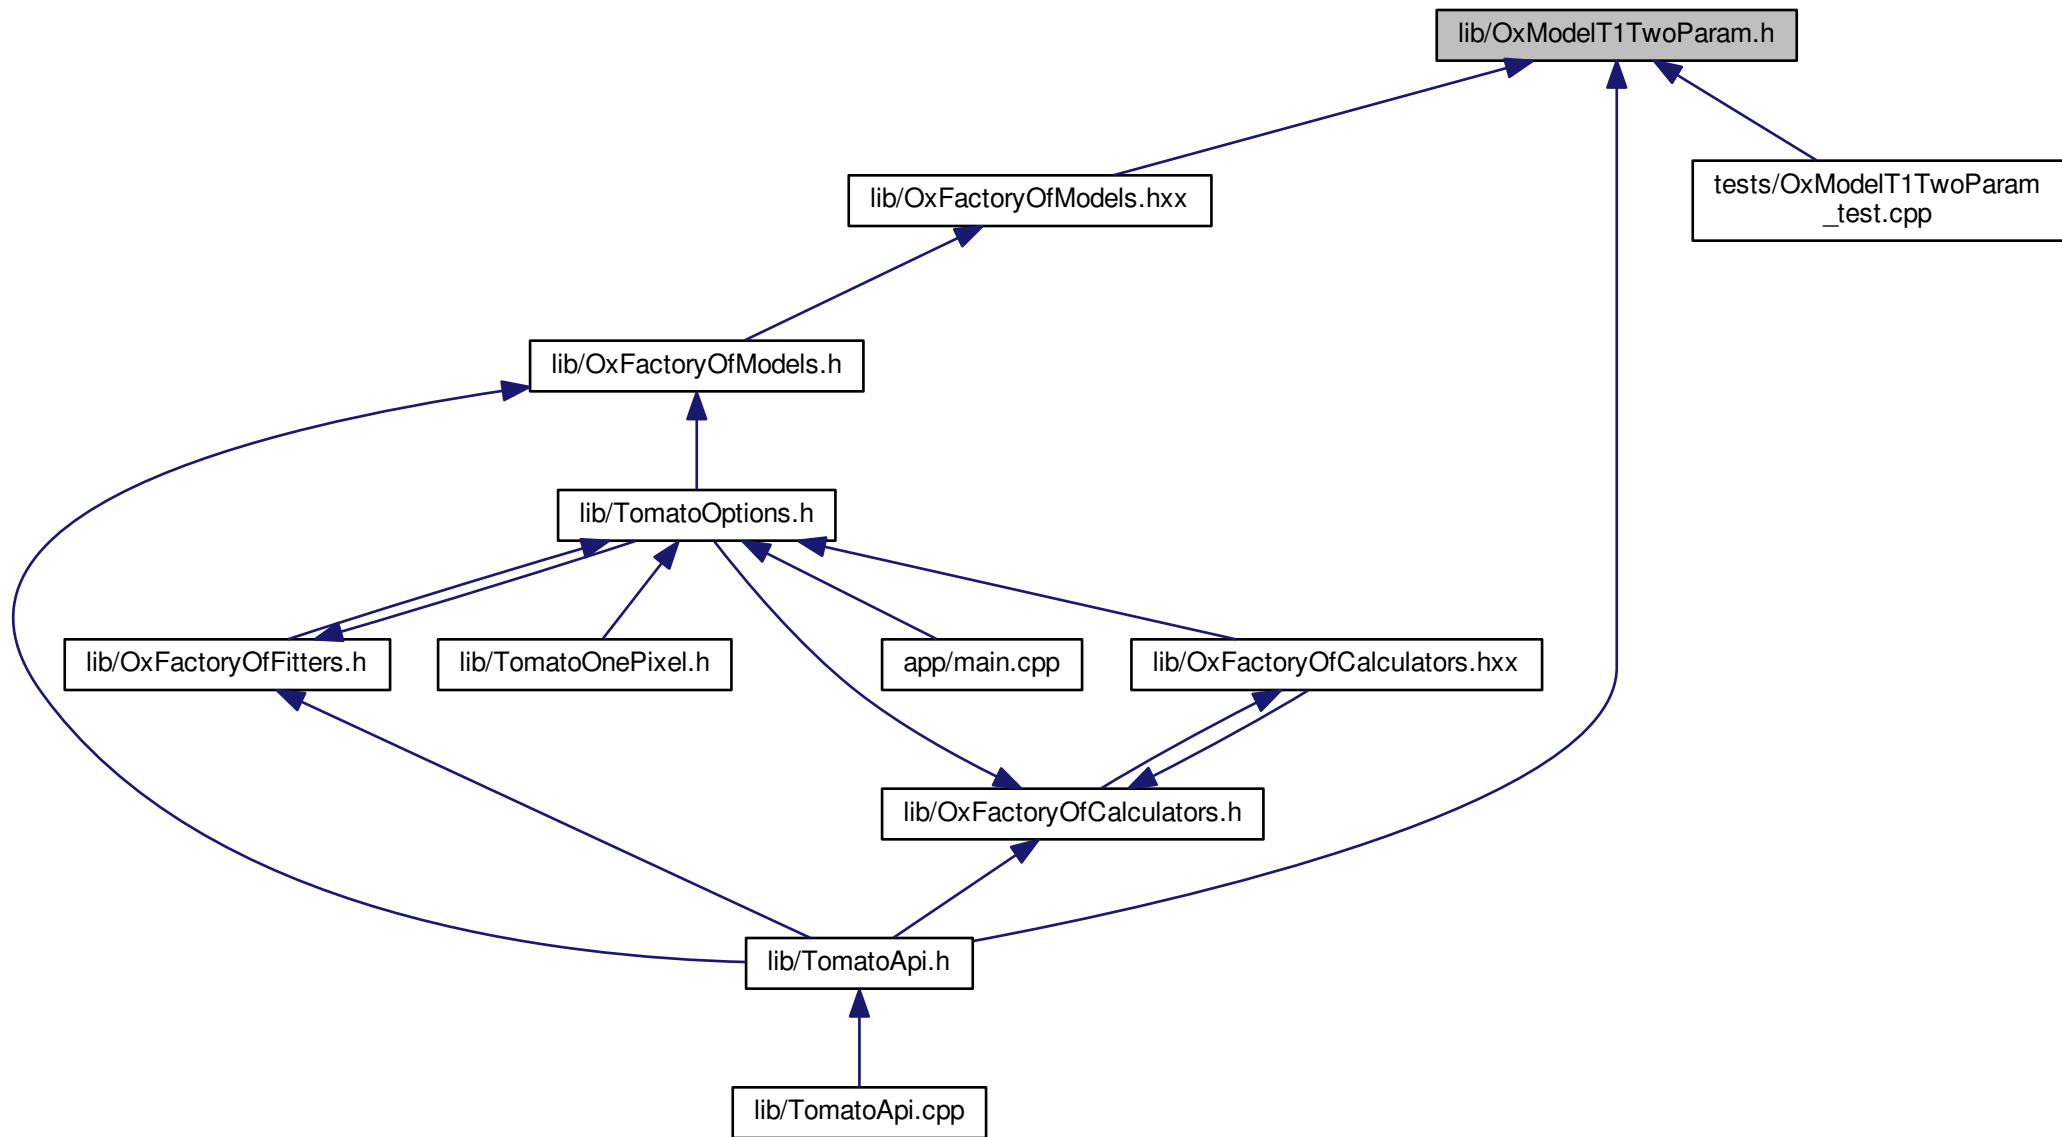 lib/OxModelT1TwoParam.h
lib/OxFactoryOfModels.hxx
tests/OxModelT1TwoParam
_test.cpp
lib/OxFactoryOfModels.h
lib/TomatoOptions.h
lib/OxFactoryOfFitters.h
lib/TomatoOnePixel.h
app/main.cpp
lib/OxFactoryOfCalculators.hxx
lib/OxFactoryOfCalculators.h
lib/TomatoApi.h
lib/TomatoApi.cpp